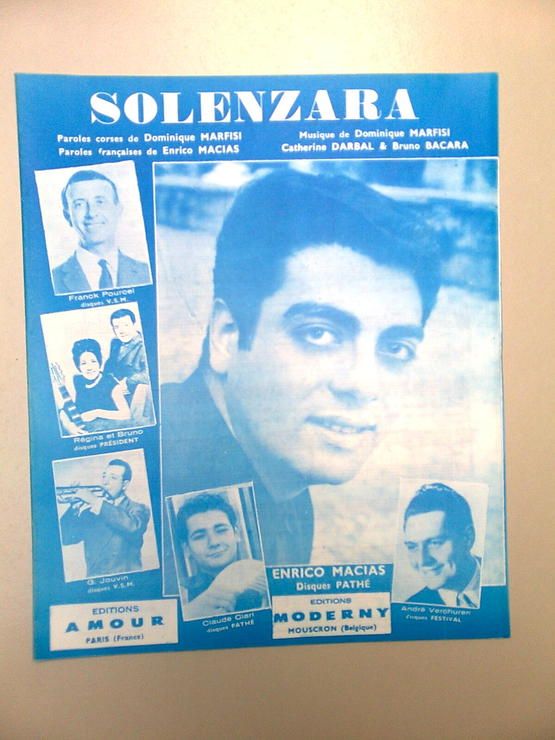 SOLENZARA
Paroles corses de Dominique MARFISI
Paroles françaises de Enrico MACIAS
Musique de Dominique MARFISI
Catherine DARBAL & Bruno BACARA
Franck Pourcel
disques V.S.M.
Régina et Bruno
disques PRÉSIDENT
G. Jouvin
disques V.S.M.
Claude Ciari
disques PATHÉ
ENRICO MACIAS
Disques PATHÉ
André Verchuren
disques FESTIVAL
EDITIONS
AMOUR
PARIS (France)
EDITIONS
MODERNY
MOUSCRON (Belgique)